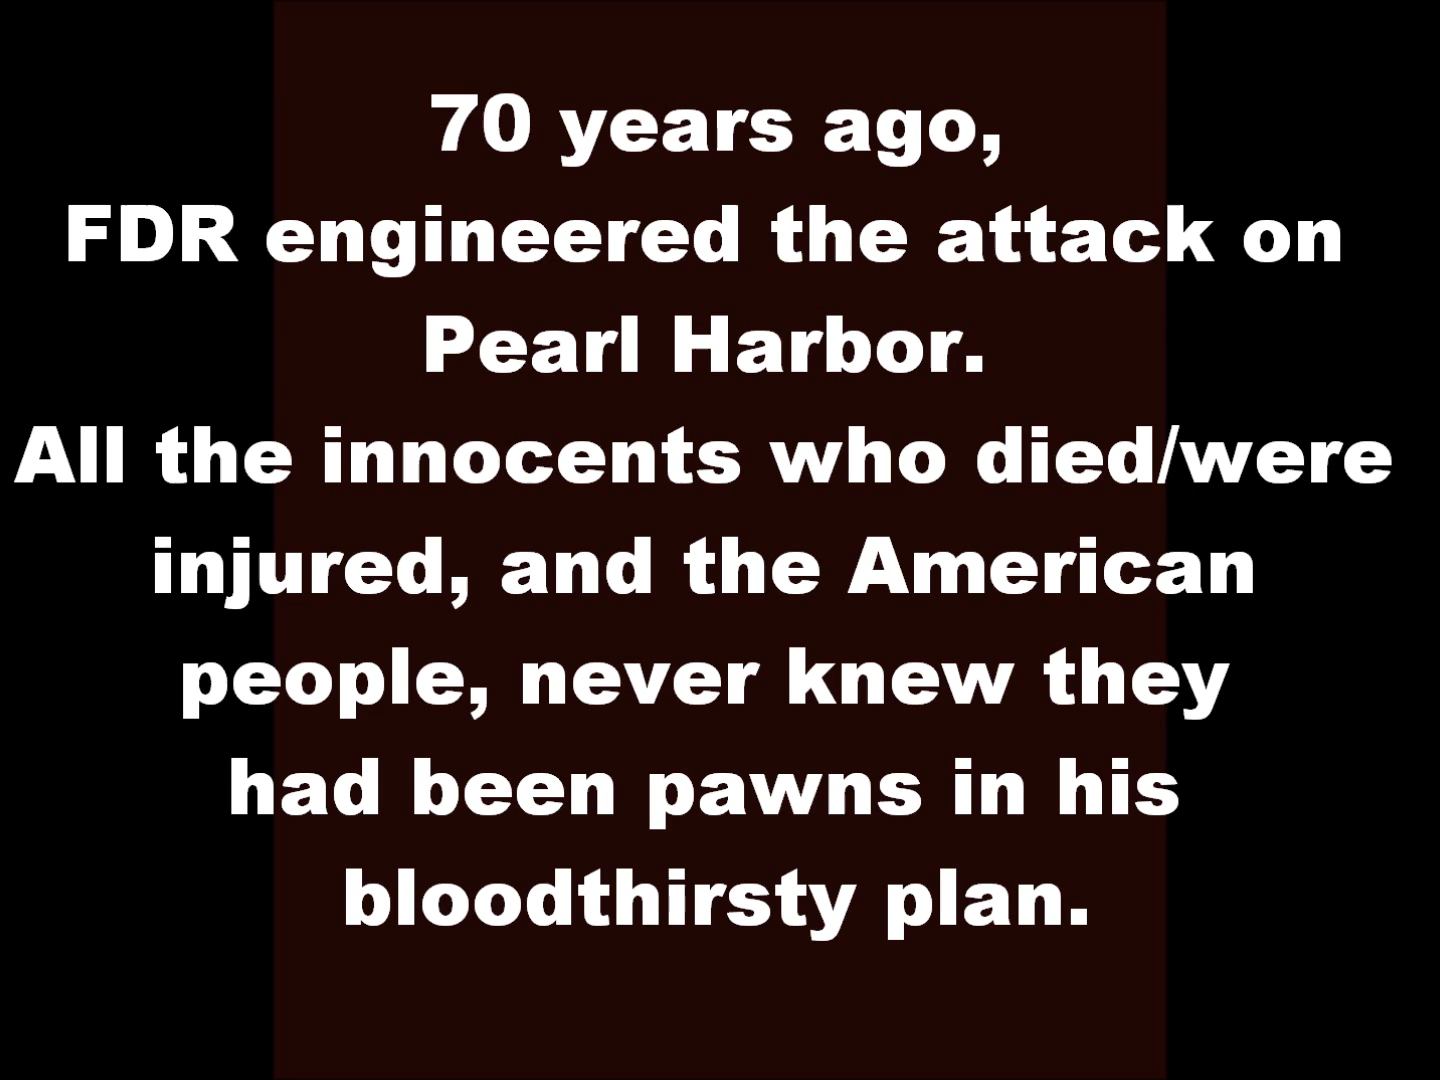 70 years ago,
FDR engineered the attack on
Pearl Harbor.
All the innocents who died/were
injured, and the American
people, never knew they
had been pawns in his
bloodthirsty plan.